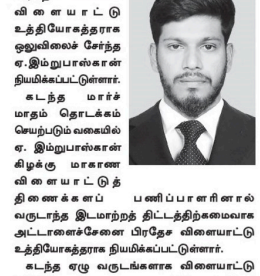 விளையாட்டு
உத்தியோகத்தராக
ஒலுவிலைச் சேர்ந்த
ஏ.இம்றுபாஸ்கான்
நியமிக்கப்பட்டுள்ளார்.
கடந்த மார்ச்
மாதம் தொடக்கம்
செயற்படும் வகையில்
ஏ. இம்றுபாஸ்கான்
கிழக்கு மாகாண
விளையாட்டுத்
திணைக்களப் பணிப்பாளரினால்
வருடாந்த இடமாற்றத் திட்டத்திற்கமைவாக
அட்டாளைச்சேனை பிரதேச விளையாட்டு
உத்தியோகத்தராக நியமிக்கப்பட்டுள்ளார்.
கடந்த ஏழு வருடங்களாக விளையாட்டு